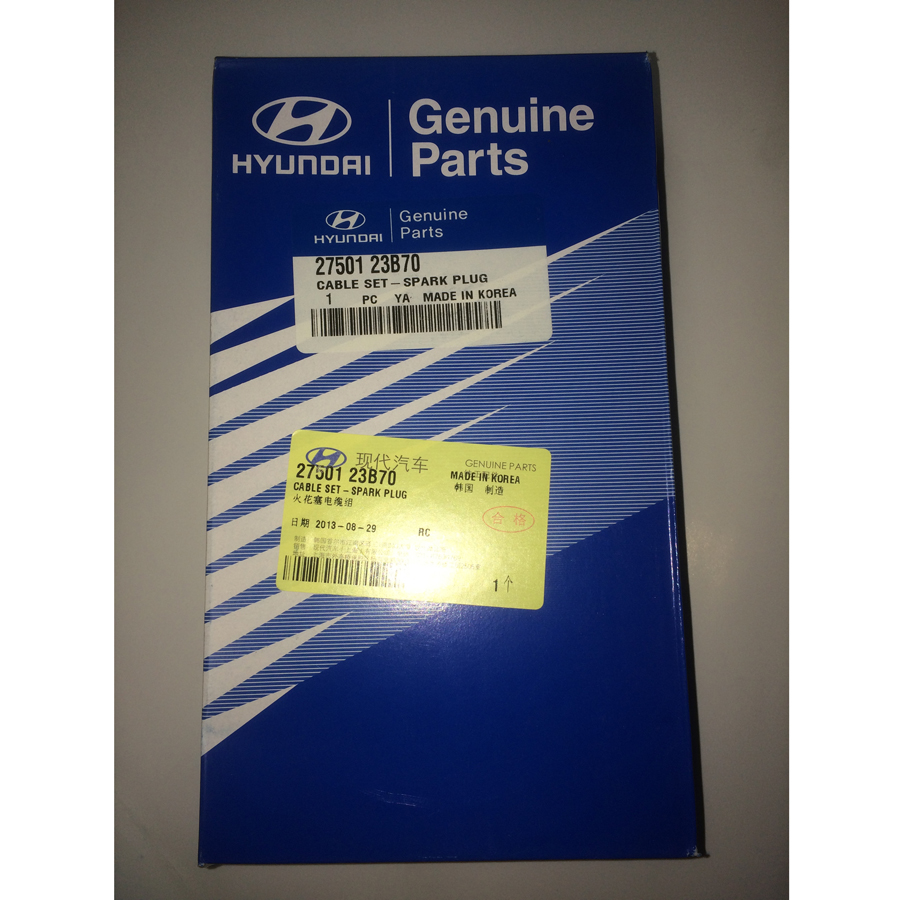 HYUNDAI
Genuine
Parts
HYUNDAI
Genuine
Parts
27501 23B70
CABLE SET – SPARK PLUG
1 PC YA MADE IN KOREA
现代汽车
GENUINE PARTS
27501 23B70
MADE IN KOREA
CABLE SET – SPARK PLUG
韩国 制造
火花塞电缆组
合格
日期 2013-08-29 RC
1个